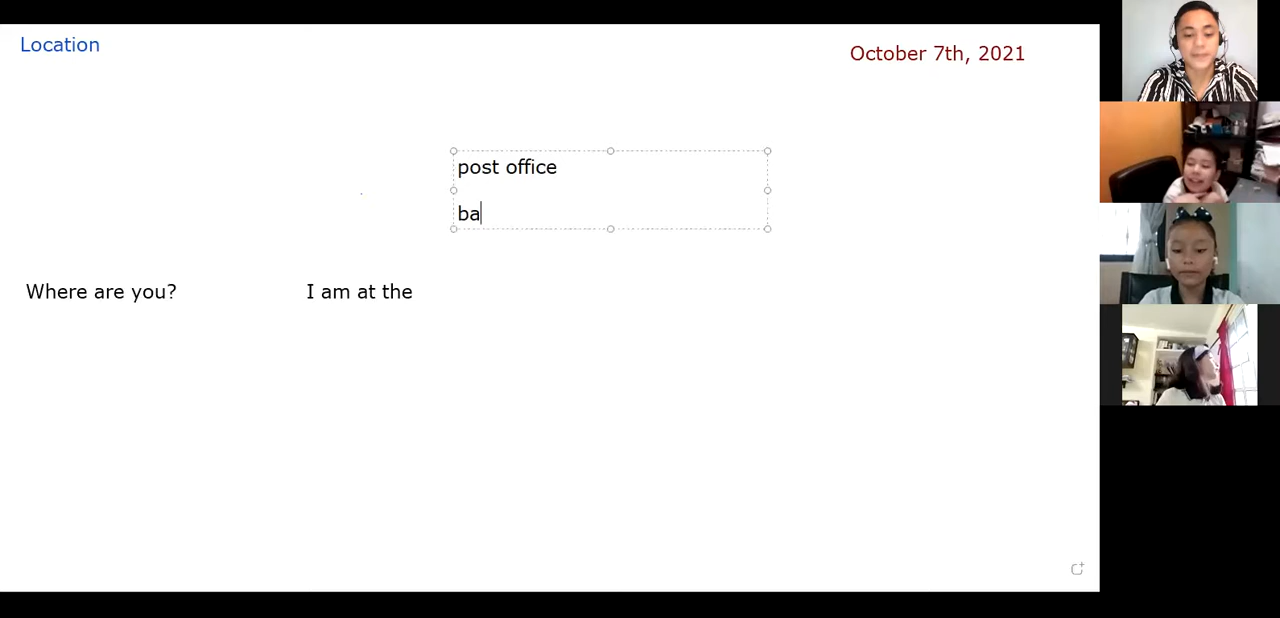 Location
October 7th, 2021
post office
ba
Where are you? I am at the